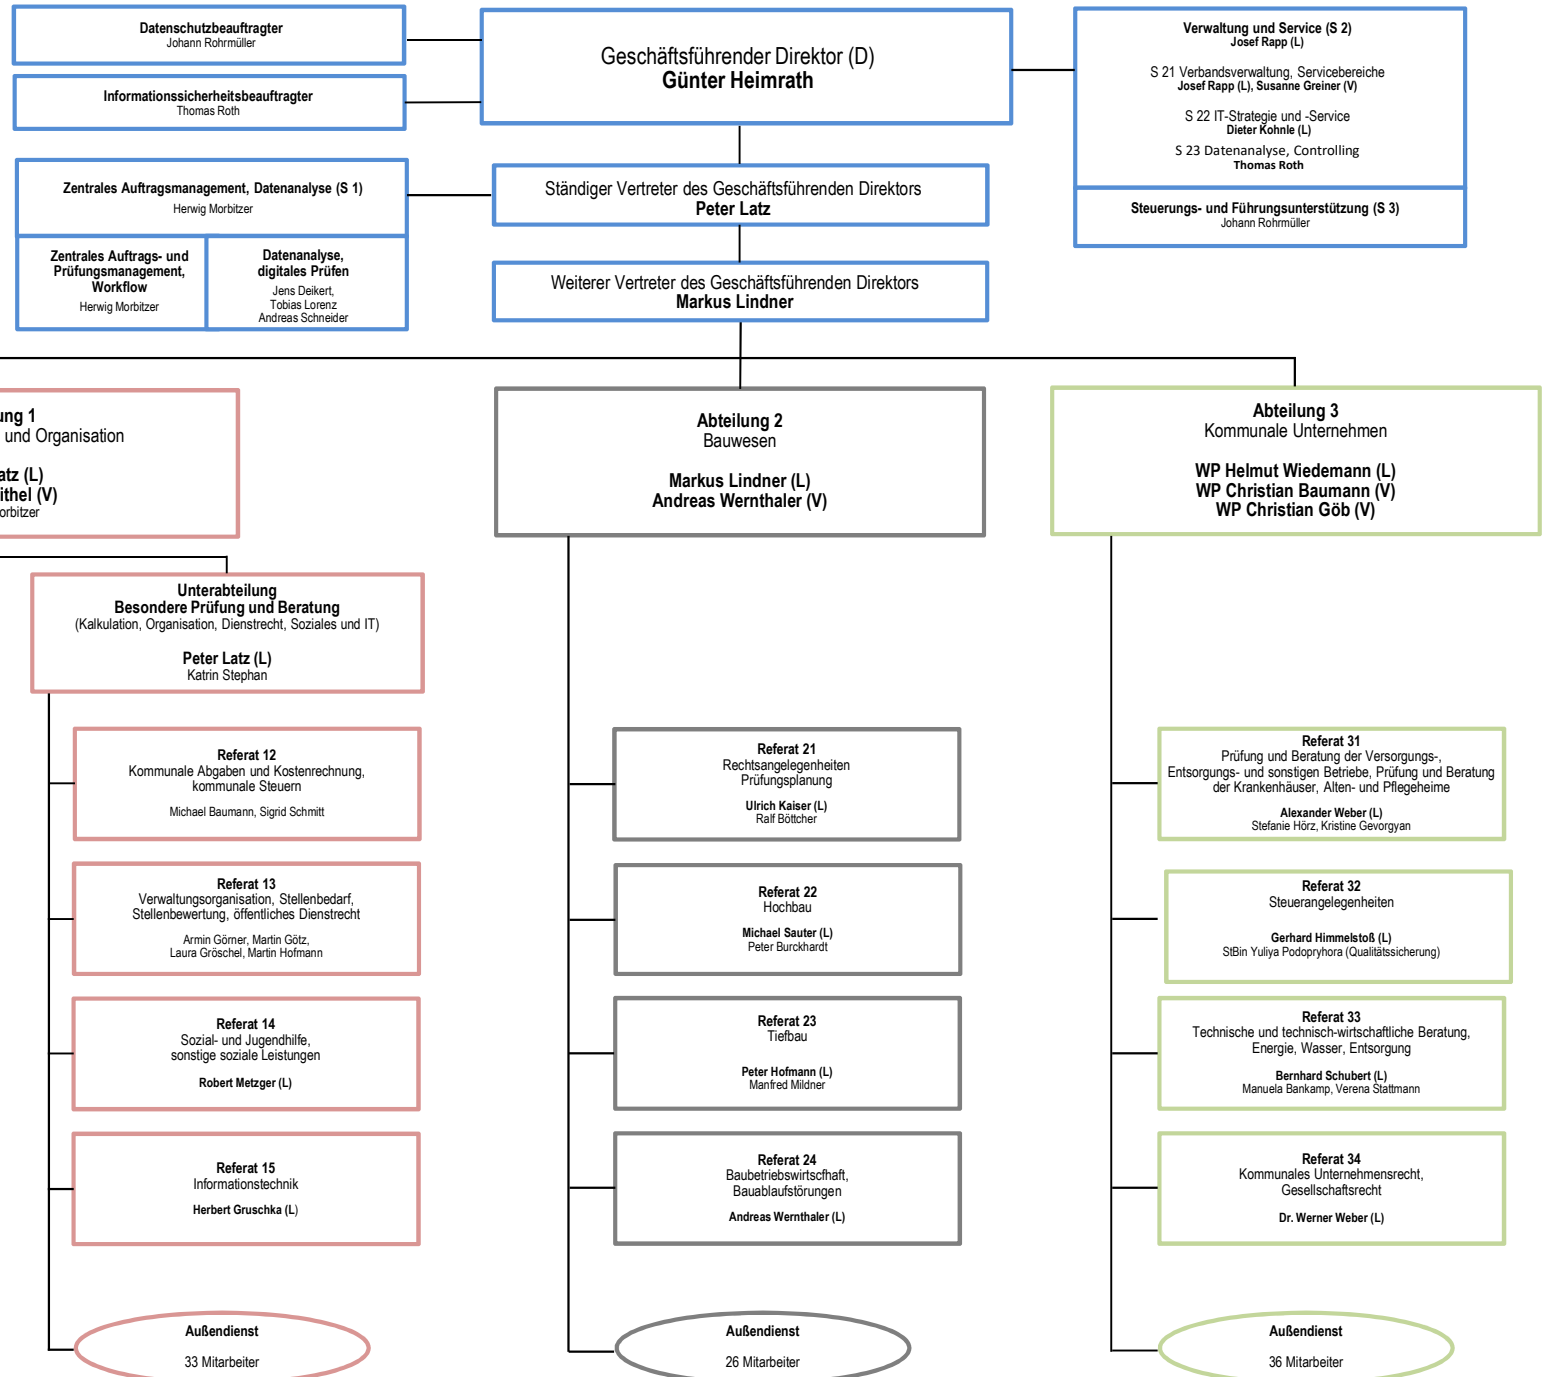 Datenschutzbeauftragter
Johann Rohrmüller
Informationssicherheitsbeauftragter
Thomas Roth
Geschäftsführender Direktor (D)
Günter Heimrath
Verwaltung und Service (S 2)
Josef Rapp (L)
S 21 Verbandsverwaltung, Servicebereiche
Josef Rapp (L), Susanne Greiner (V)
S 22 IT-Strategie und -Service
Dieter Kohnle (L)
S 23 Datenanalyse, Controlling
Thomas Roth
Steuerungs- und Führungsunterstützung (S 3)
Johann Rohrmüller
Zentrales Auftragsmanagement, Datenanalyse (S 1)
Herwig Morbitzer
Zentrales Auftrags- und
Prüfungsmanagement,
Workflow
Herwig Morbitzer
Datenanalyse,
digitales Prüfen
Jens Deikert,
Tobias Lorenz
Andreas Schneider
Ständiger Vertreter des Geschäftsführenden Direktors
Peter Latz
Weiterer Vertreter des Geschäftsführenden Direktors
Markus Lindner
ung 1
und Organisation
atz (L)
ithel (V)
orbitzer
Unterabteilung
Besondere Prüfung und Beratung
(Kalkulation, Organisation, Dienstrecht, Soziales und IT)
Peter Latz (L)
Katrin Stephan
Referat 12
Kommunale Abgaben und Kostenrechnung,
kommunale Steuern
Michael Baumann, Sigrid Schmitt
Referat 13
Verwaltungsorganisation, Stellenbedarf,
Stellenbewertung, öffentliches Dienstrecht
Armin Görner, Martin Götz,
Laura Gröschel, Martin Hofmann
Referat 14
Sozial- und Jugendhilfe,
sonstige soziale Leistungen
Robert Metzger (L)
Referat 15
Informationstechnik
Herbert Gruschka (L)
Außendienst
33 Mitarbeiter
Abteilung 2
Bauwesen
Markus Lindner (L)
Andreas Wernthaler (V)
Referat 21
Rechtsangelegenheiten
Prüfungsplanung
Ulrich Kaiser (L)
Ralf Böttcher
Referat 22
Hochbau
Michael Sauter (L)
Peter Burckhardt
Referat 23
Tiefbau
Peter Hofmann (L)
Manfred Mildner
Referat 24
Baubetriebswirtscfhaft,
Bauablaufstörungen
Andreas Wernthaler (L)
Außendienst
26 Mitarbeiter
Abteilung 3
Kommunale Unternehmen
WP Helmut Wiedemann (L)
WP Christian Baumann (V)
WP Christian Göb (V)
Referat 31
Prüfung und Beratung der Versorgungs-,
Entsorgungs- und sonstigen Betriebe, Prüfung und Beratung
der Krankenhäuser, Alten- und Pflegeheime
Alexander Weber (L)
Stefanie Hörz, Kristine Gevorgyan
Referat 32
Steuerangelegenheiten
Gerhard Himmelstoß (L)
StBin Yuliya Podopryhora (Qualitätssicherung)
Referat 33
Technische und technisch-wirtschaftliche Beratung,
Energie, Wasser, Entsorgung
Bernhard Schubert (L)
Manuela Bankamp, Verena Stattmann
Referat 34
Kommunales Unternehmensrecht,
Gesellschaftsrecht
Dr. Werner Weber (L)
Außendienst
36 Mitarbeiter